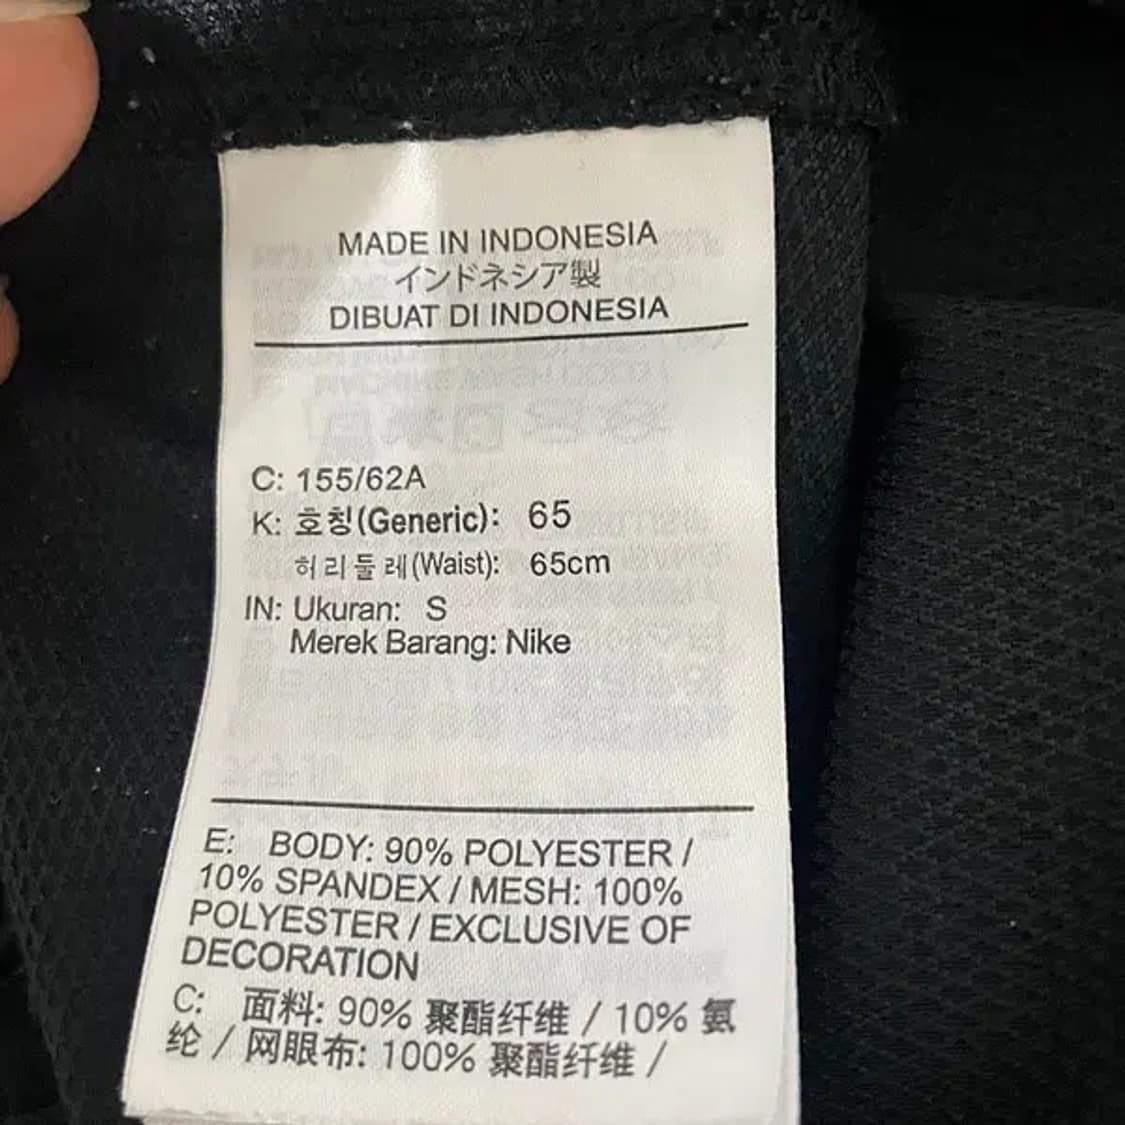 MADE IN INDONESIA
インドネシア製
DIBUAT DI INDONESIA
C: 155/62A
K: 호칭(Generic): 65
허리둘레(Waist): 65cm
IN: Ukuran: S
Merek Barang: Nike
E: BODY: 90% POLYESTER /
10% SPANDEX / MESH: 100%
POLYESTER / EXCLUSIVE OF
DECORATION
C: 面料: 90% 聚酯纤维 / 10% 氨
纶 / 网眼布: 100% 聚酯纤维 /